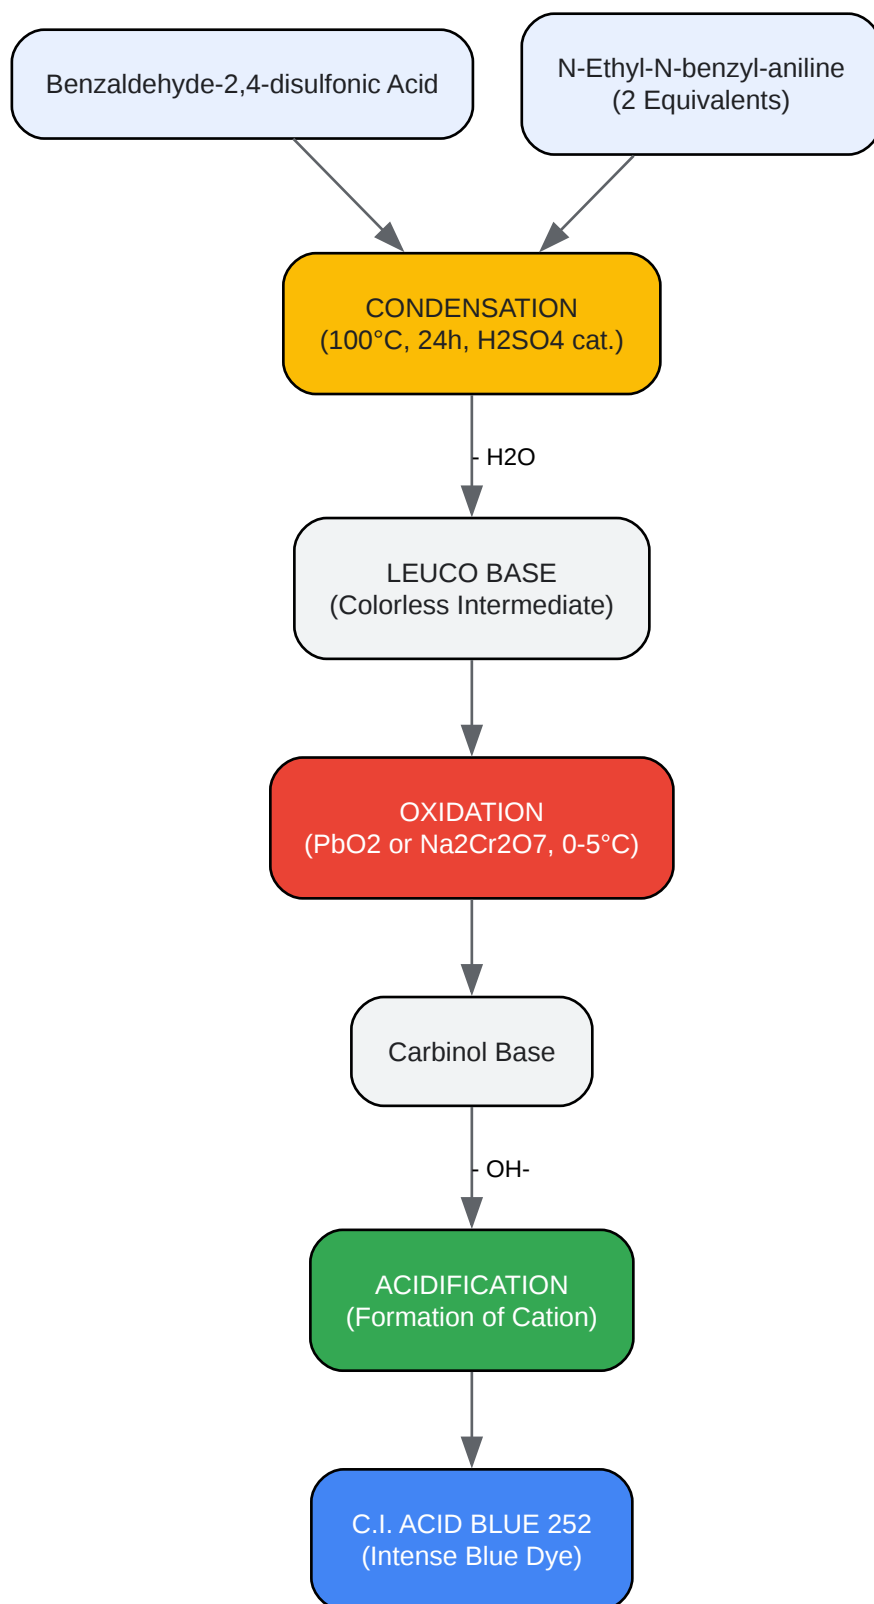 Benzaldehyde-2,4-disulfonic Acid
N-Ethyl-N-benzyl-aniline
(2 Equivalents)
CONDENSATION
(100°C, 24h, H2SO4 cat.)
- H2O
LEUCO BASE
(Colorless Intermediate)
OXIDATION
(PbO2 or Na2Cr2O7, 0-5°C)
Carbinol Base
- OH-
ACIDIFICATION
(Formation of Cation)
C.I. ACID BLUE 252
(Intense Blue Dye)